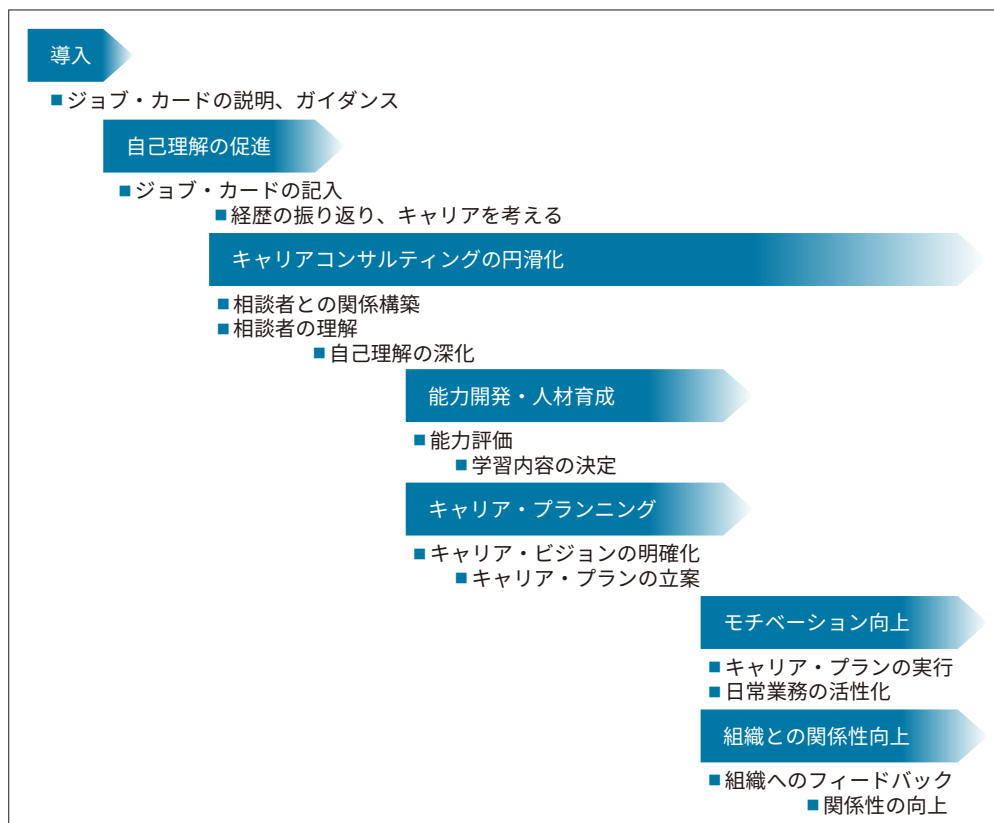 導入
■ジョブ・カードの説明、ガイダンス
自己理解の促進
■ジョブ・カードの記入
■経歴の振り返り、キャリアを考える
キャリアコンサルティングの円滑化
■相談者との関係構築
■相談者の理解
■自己理解の深化
能力開発・人材育成
■能力評価
■学習内容の決定
キャリア・プランニング
■キャリア・ビジョンの明確化
■キャリア・プランの立案
モチベーション向上
■キャリア・プランの実行
■日常業務の活性化
組織との関係性向上
■組織へのフィードバック
■関係性の向上